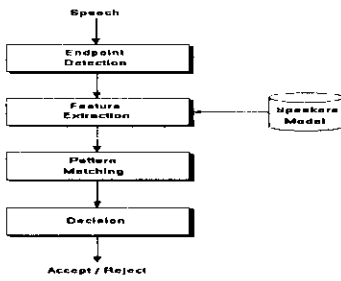 Speech
Endpoint
Detection
Feature
Extraction
Speakers
Model
Pattern
Matching
Decision
Accept / Reject